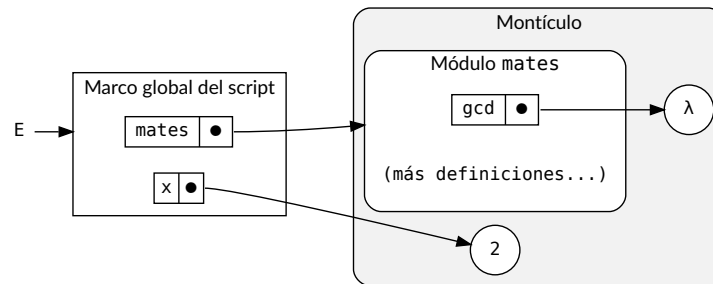 Montículo
Módulo mates
Marco global del script
gcd
λ
E
mates
(más definiciones...)
x
2